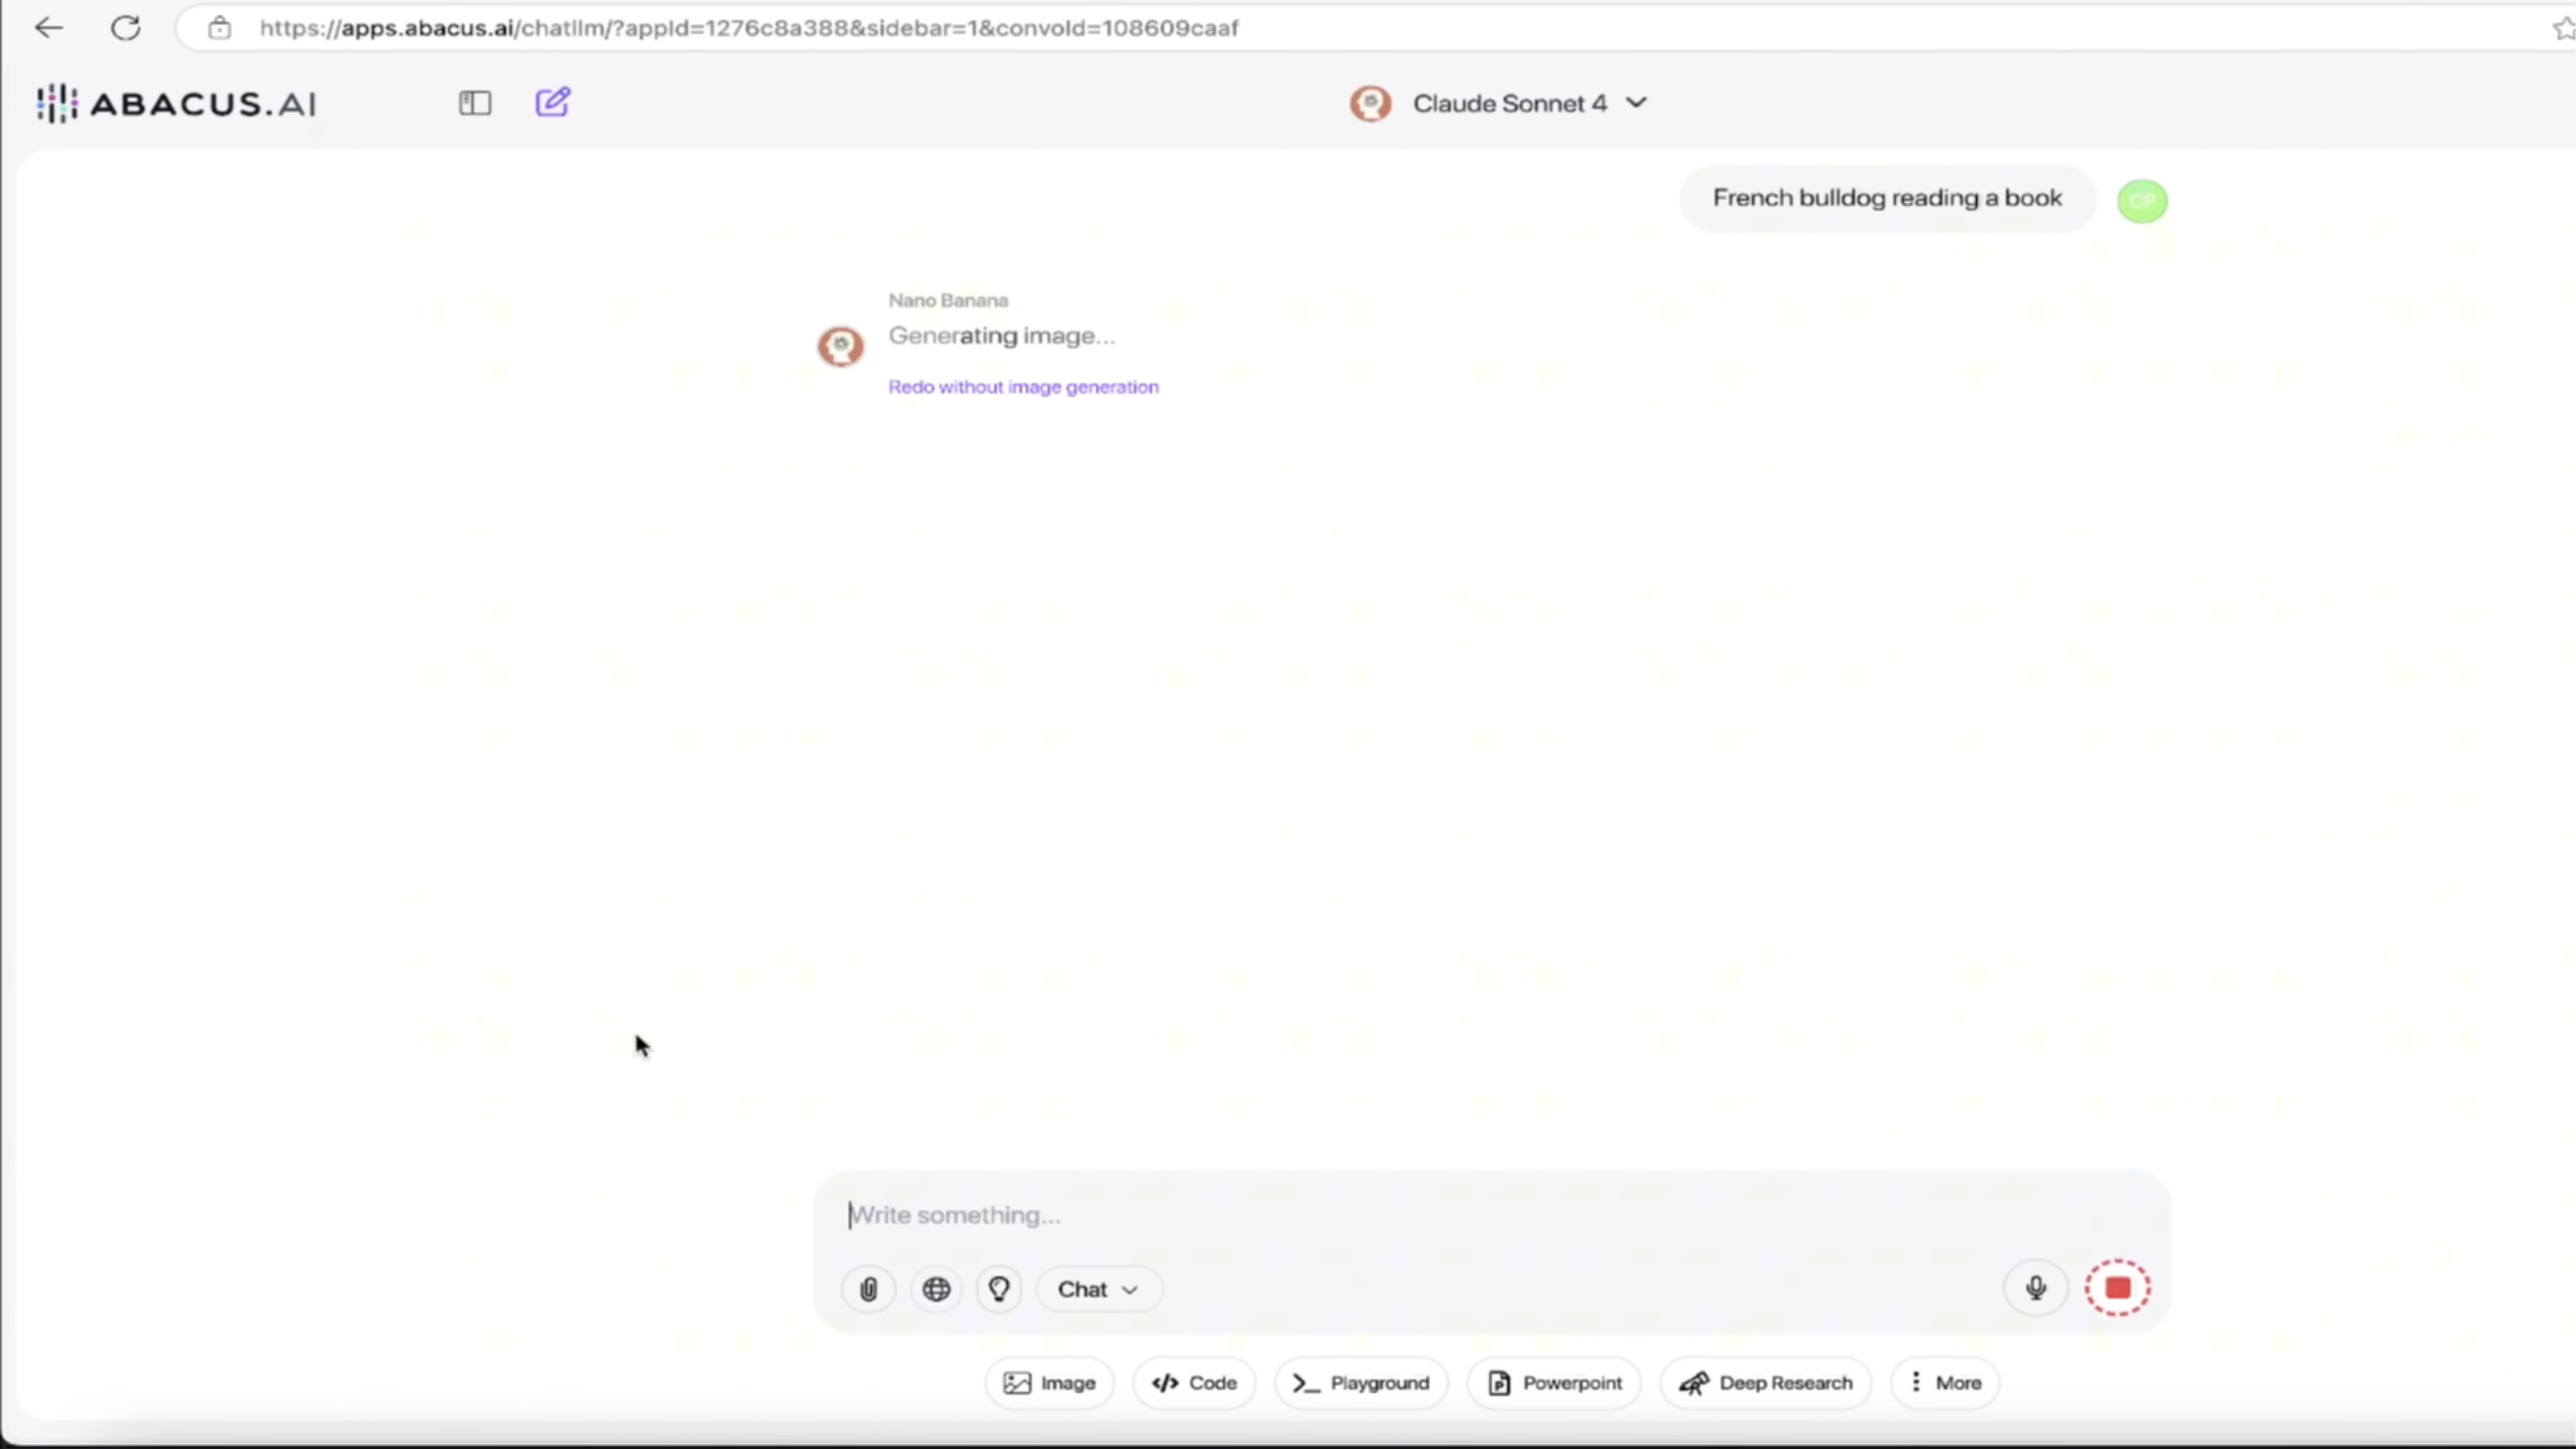 https://apps.abacus.ai/chatllm/?appId=1276c8a388&sidebar=1&convoId=108609caaf
ABACUS.AI
Claude Sonnet 4
French bulldog reading a book
CP
Nano Banana
Generating image...
Redo without image generation
Write something...
Chat
Image
Code
Playground
Powerpoint
Deep Research
More